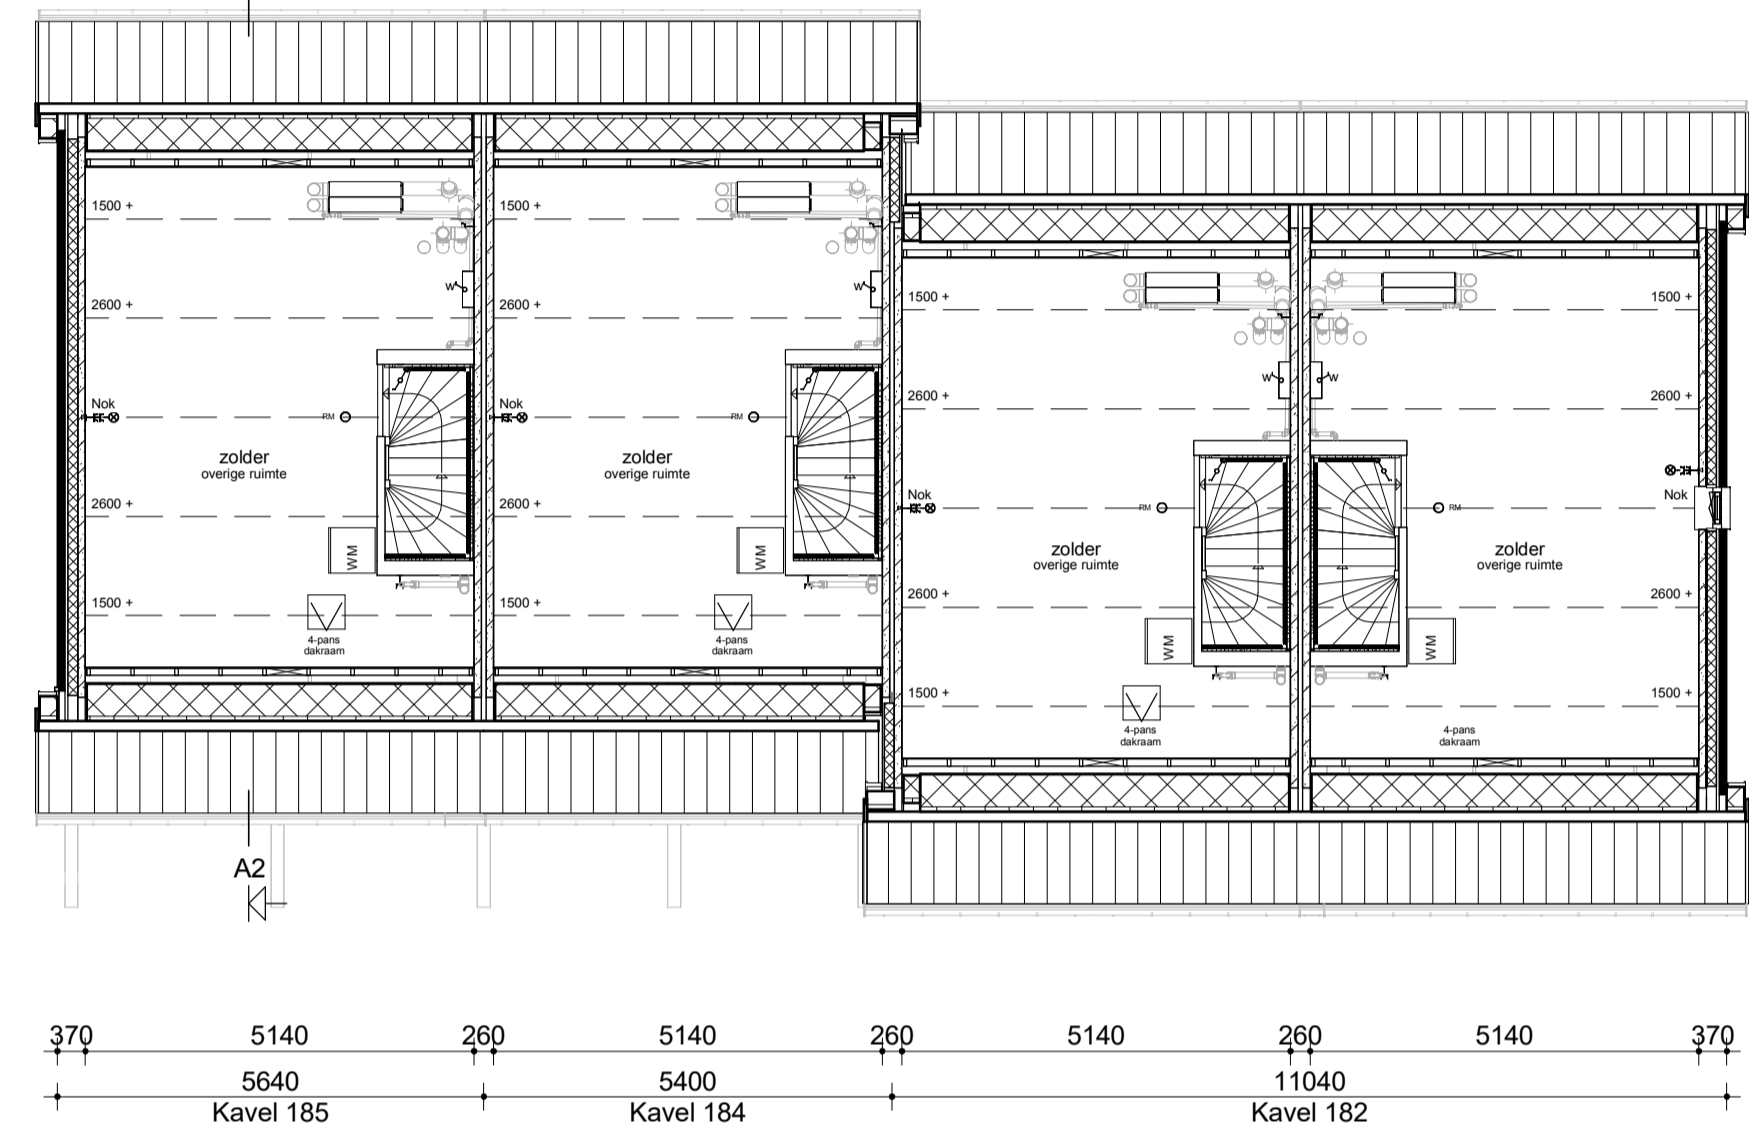 1500 +
1500 +
1500 +
1500 +
W
W
2600 +
2600 +
W
W
2600 +
2600 +
Nok
RM
Nok
RM
zolder
overige ruimte
zolder
overige ruimte
Nok
RM
RM
Nok
2600 +
2600 +
WM
WM
zolder
overige ruimte
zolder
overige ruimte
2600 +
2600 +
1500 +
1500 +
4-pans
dakraam
4-pans
dakraam
WM
WM
1500 +
1500 +
4-pans
dakraam
4-pans
dakraam
A2
370 5140 260 5140 260 5140 260 5140 370
5640 5400 11040
Kavel 185 Kavel 184 Kavel 182